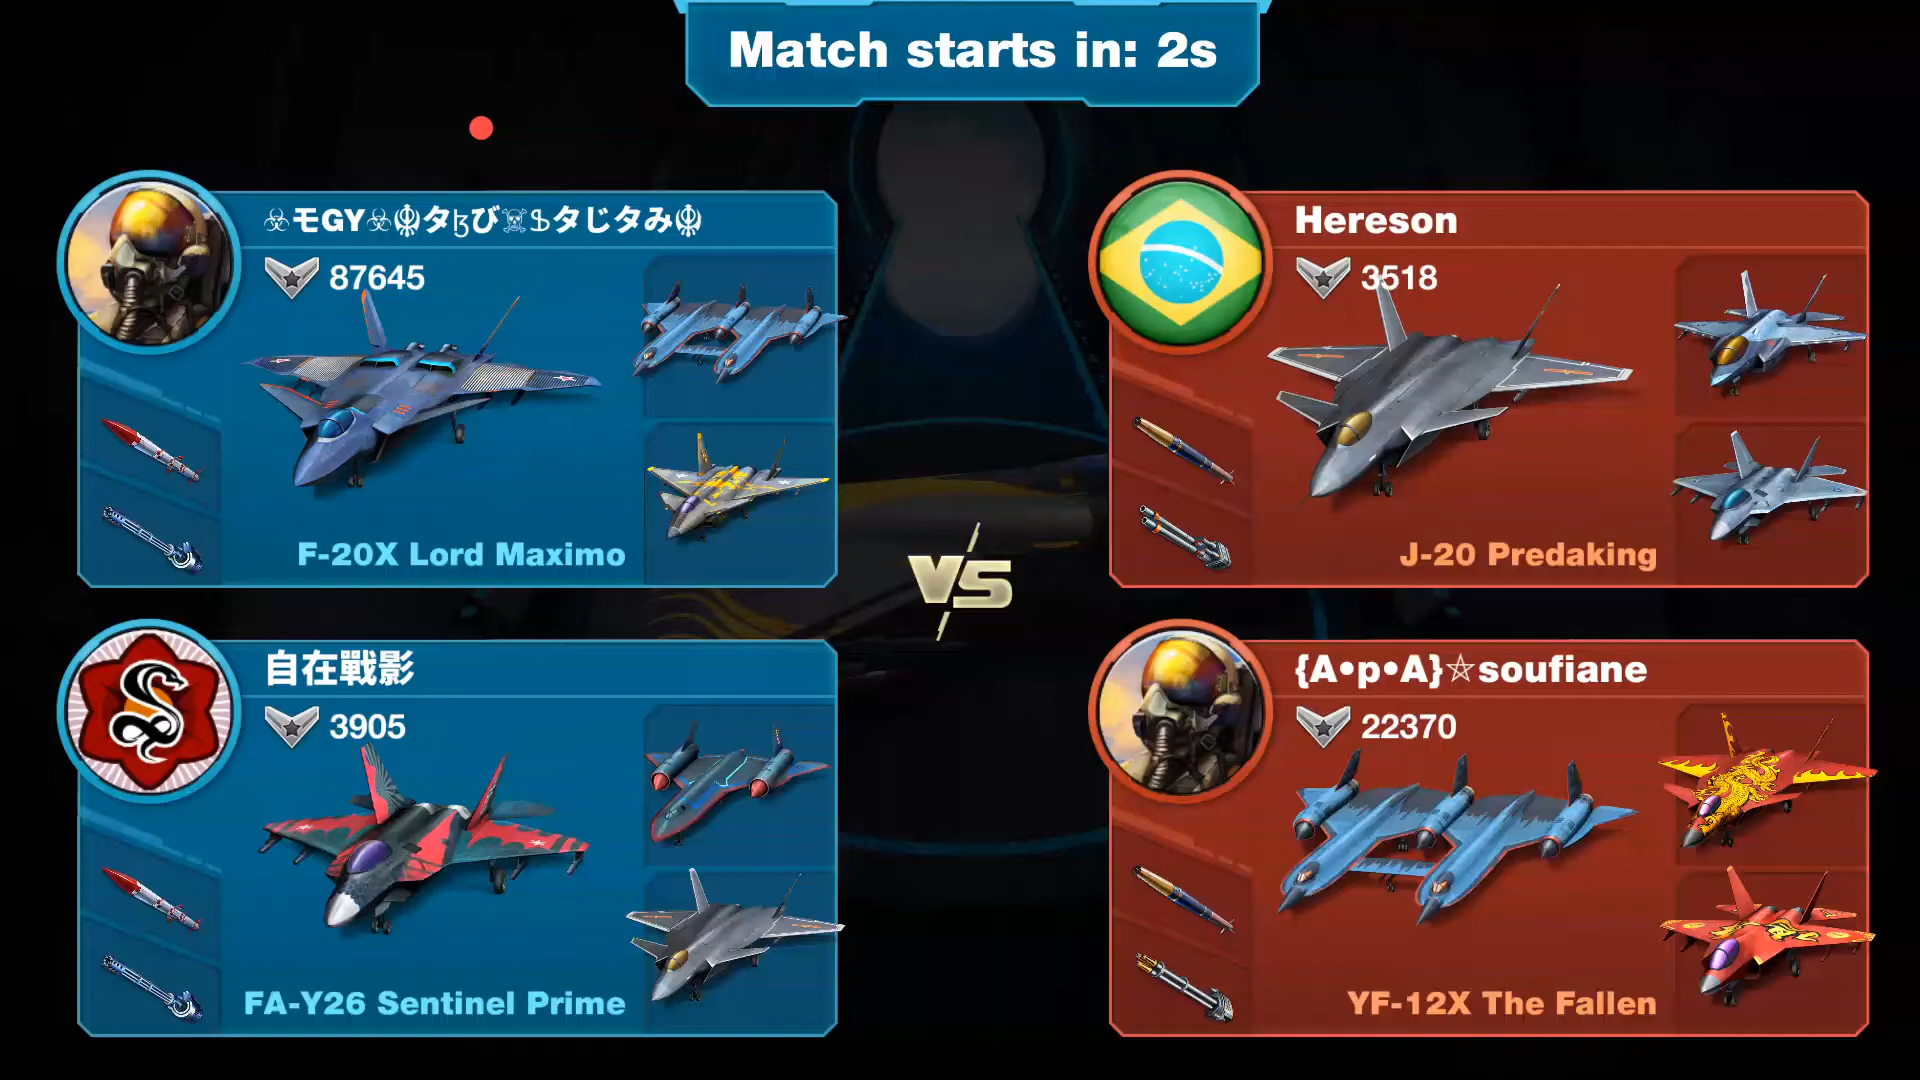 Match starts in: 2s
☣モGY☣☬タꜩび☠$タじタみ☬
87645
F-20X Lord Maximo
自在戰影
3905
FA-Y26 Sentinel Prime
VS
Hereson
3518
J-20 Predaking
{A•p•A}☆soufiane
22370
YF-12X The Fallen